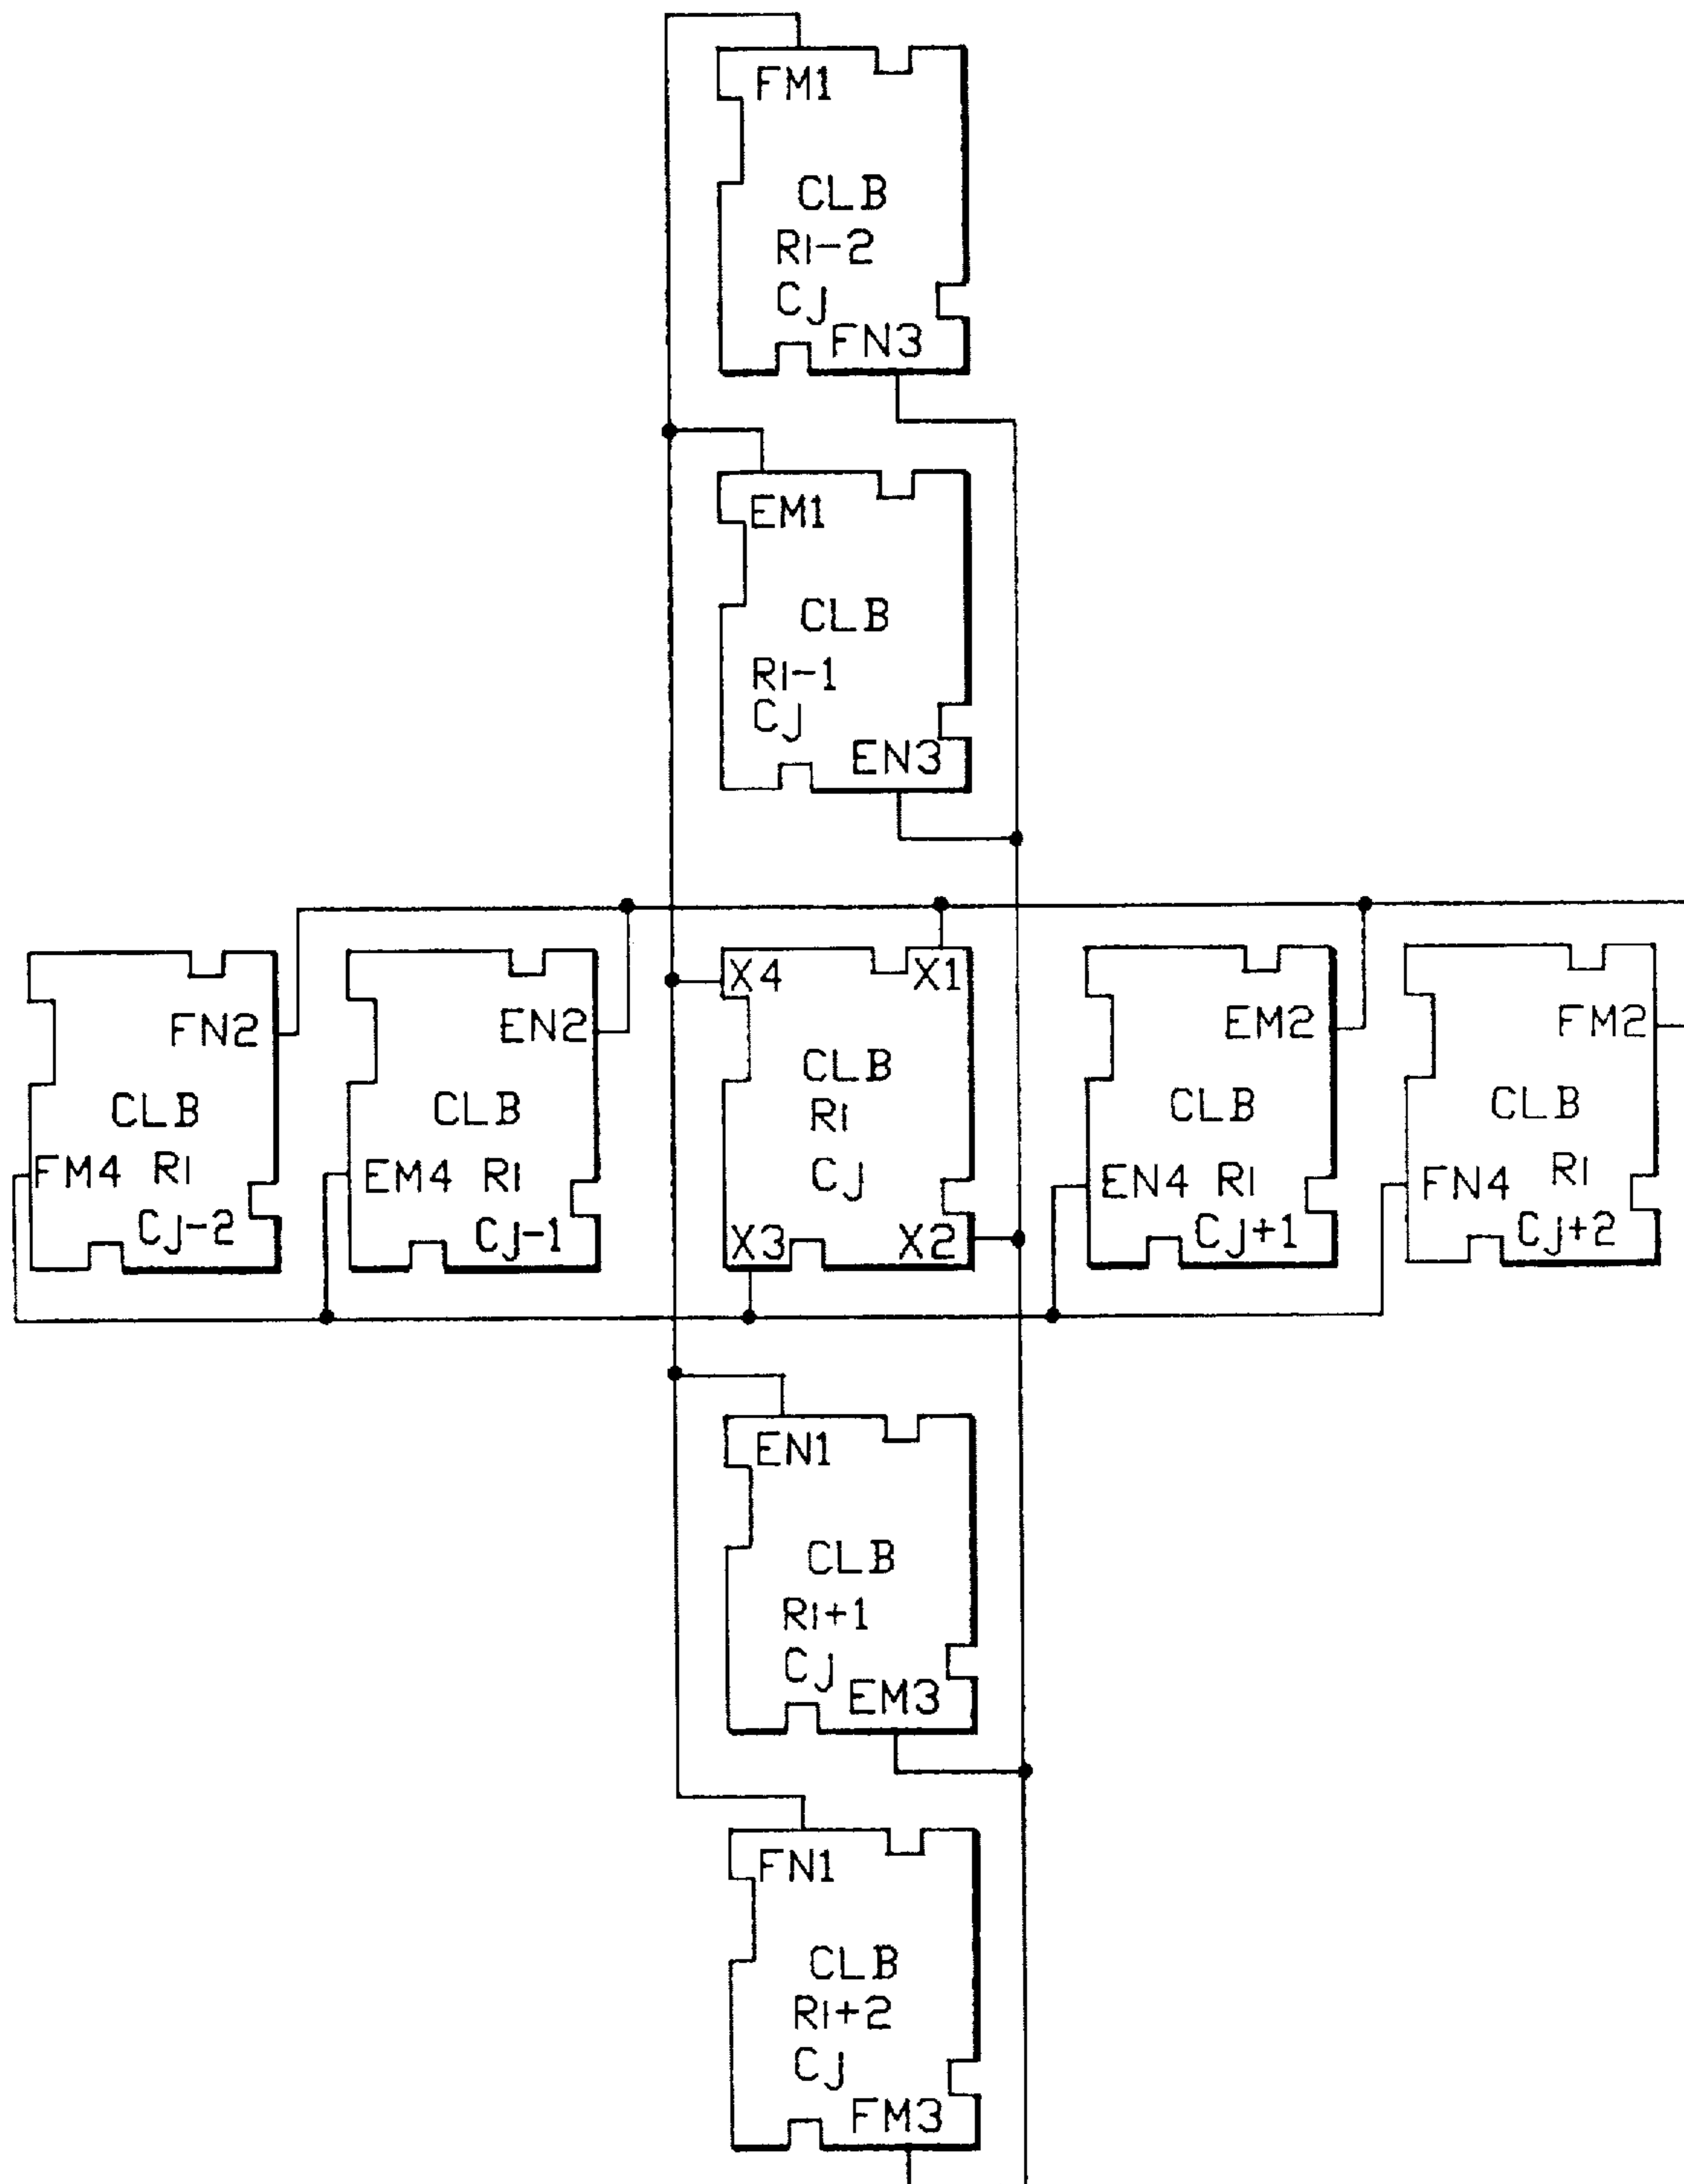 FM1
CLB
Ri-2
Cj
FN3
EM1
CLB
Ri-1
Cj
EN3
FN2
CLB
FM4 Ri
Cj-2
EN2
CLB
EM4 Ri
Cj-1
X4 X1
CLB
Ri
Cj
X3 X2
EM2
CLB
EN4 Ri
Cj+1
FM2
CLB
FN4 Ri
Cj+2
EN1
CLB
Ri+1
Cj
EM3
FN1
CLB
Ri+2
Cj
FM3